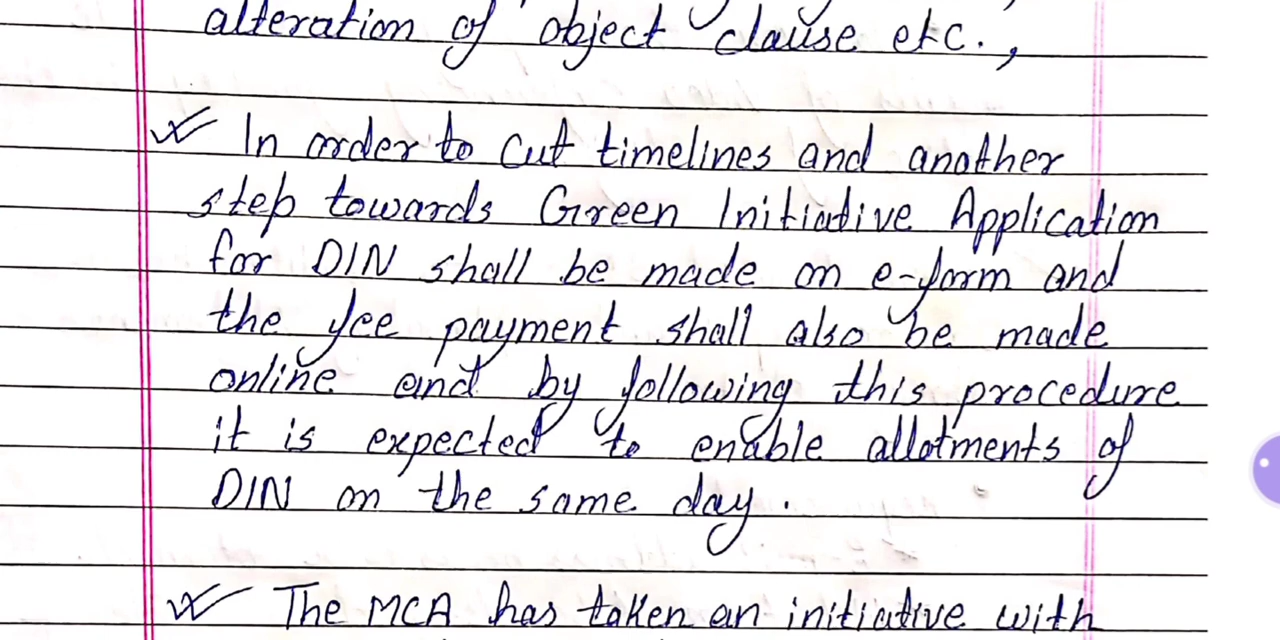 alteration of object clause etc.,
In order to cut timelines and another
step towards Green Initiative Application
for DIN shall be made on e-form and
the fee payment shall also be made
online and by following this procedure
it is expected to enable allotments of
DIN on the same day.
The MCA has taken an initiative with